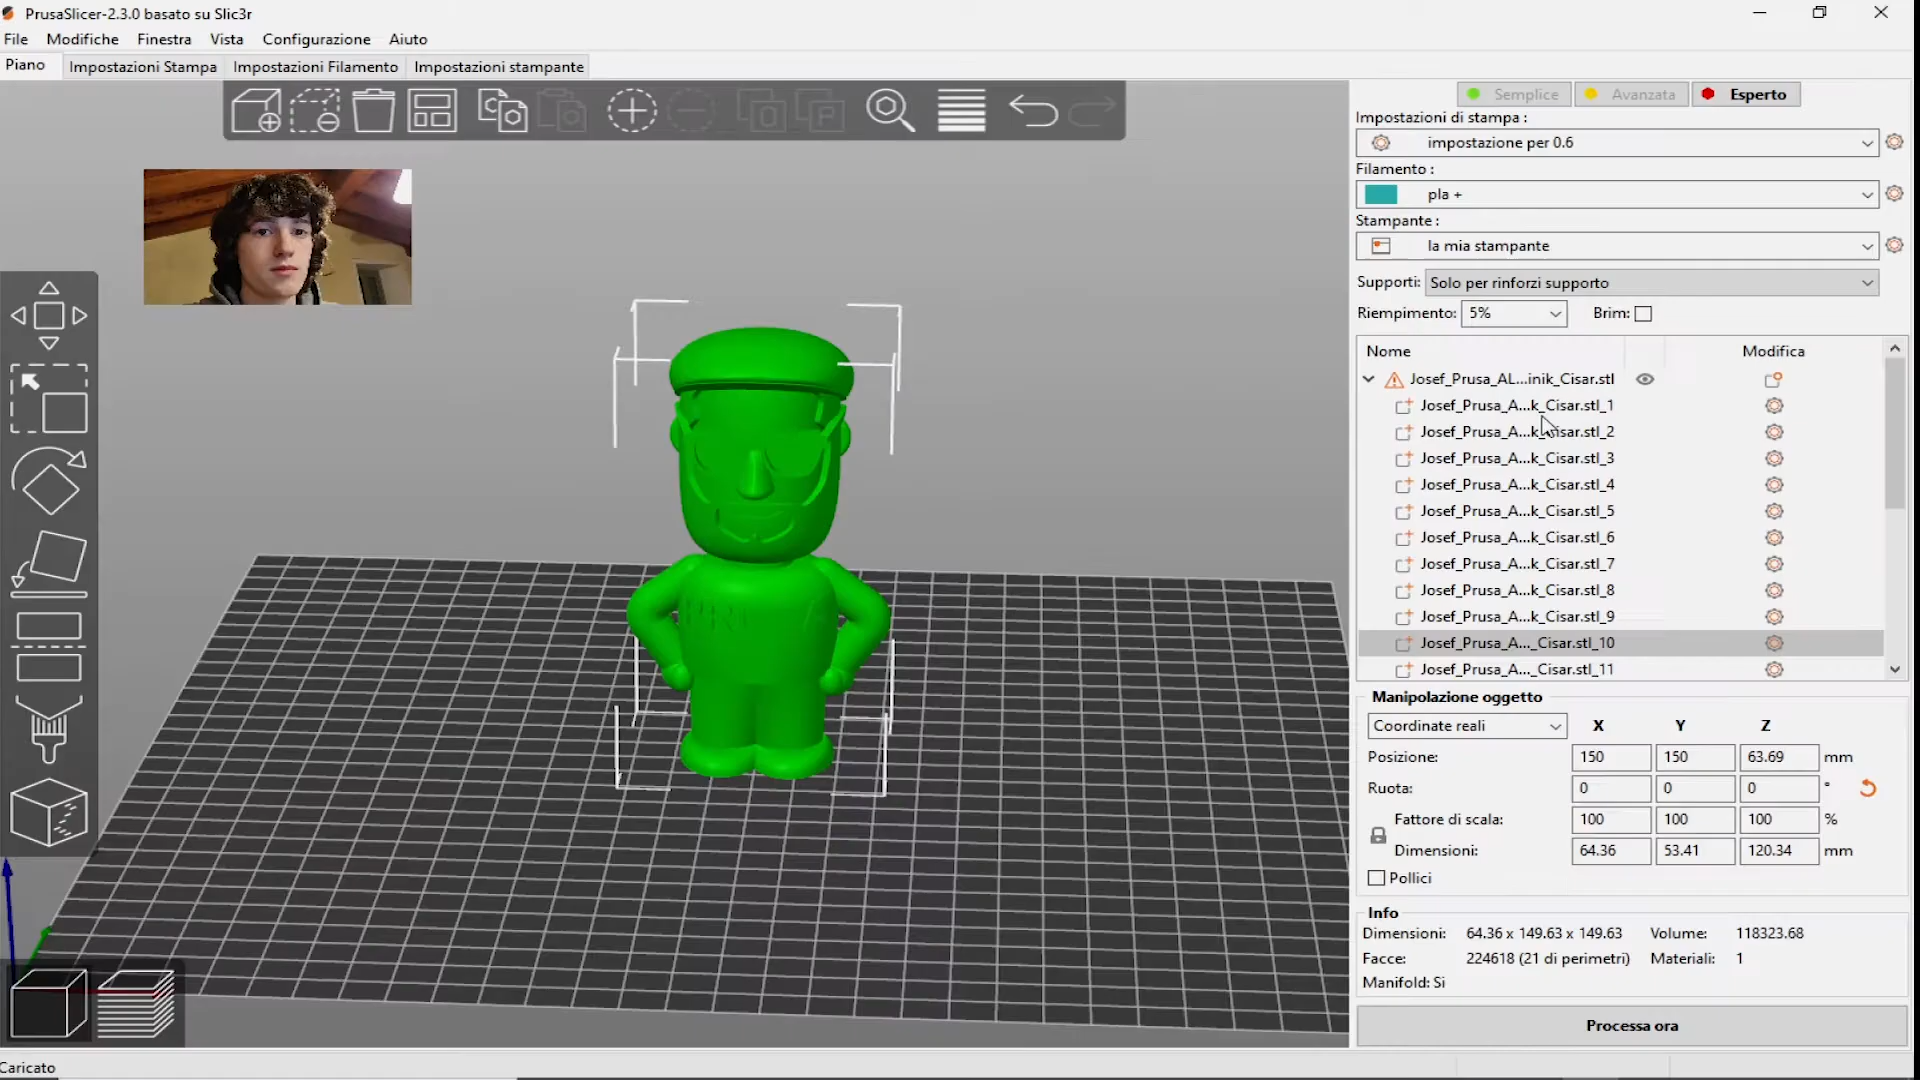 PrusaSlicer-2.3.0 basato su Slic3r
File Modifiche Finestra Vista Configurazione Aiuto
Piano Impostazioni Stampa Impostazioni Filamento Impostazioni stampante
Semplice Avanzata Esperto
Impostazioni di stampa :
impostazione per 0.6
Filamento :
pla +
Stampante :
la mia stampante
Supporti: Solo per rinforzi supporto
Riempimento: 5% Brim:
Nome Modifica
Josef_Prusa_AL...inik_Cisar.stl
Josef_Prusa_A...k_Cisar.stl_1
Josef_Prusa_A...k_Cisar.stl_2
Josef_Prusa_A...k_Cisar.stl_3
Josef_Prusa_A...k_Cisar.stl_4
Josef_Prusa_A...k_Cisar.stl_5
Josef_Prusa_A...k_Cisar.stl_6
Josef_Prusa_A...k_Cisar.stl_7
Josef_Prusa_A...k_Cisar.stl_8
Josef_Prusa_A...k_Cisar.stl_9
Josef_Prusa_A..._Cisar.stl_10
Josef_Prusa_A..._Cisar.stl_11
Manipolazione oggetto
Coordinate reali X Y Z
Posizione: 150 150 63.69 mm
Ruota: 0 0 0 °
Fattore di scala: 100 100 100 %
Dimensioni: 64.36 53.41 120.34 mm
Pollici
Info
Dimensioni: 64.36 x 149.63 x 149.63 Volume: 118323.68
Facce: 224618 (21 di perimetri) Materiali: 1
Manifold: Si
Processa ora
Caricato